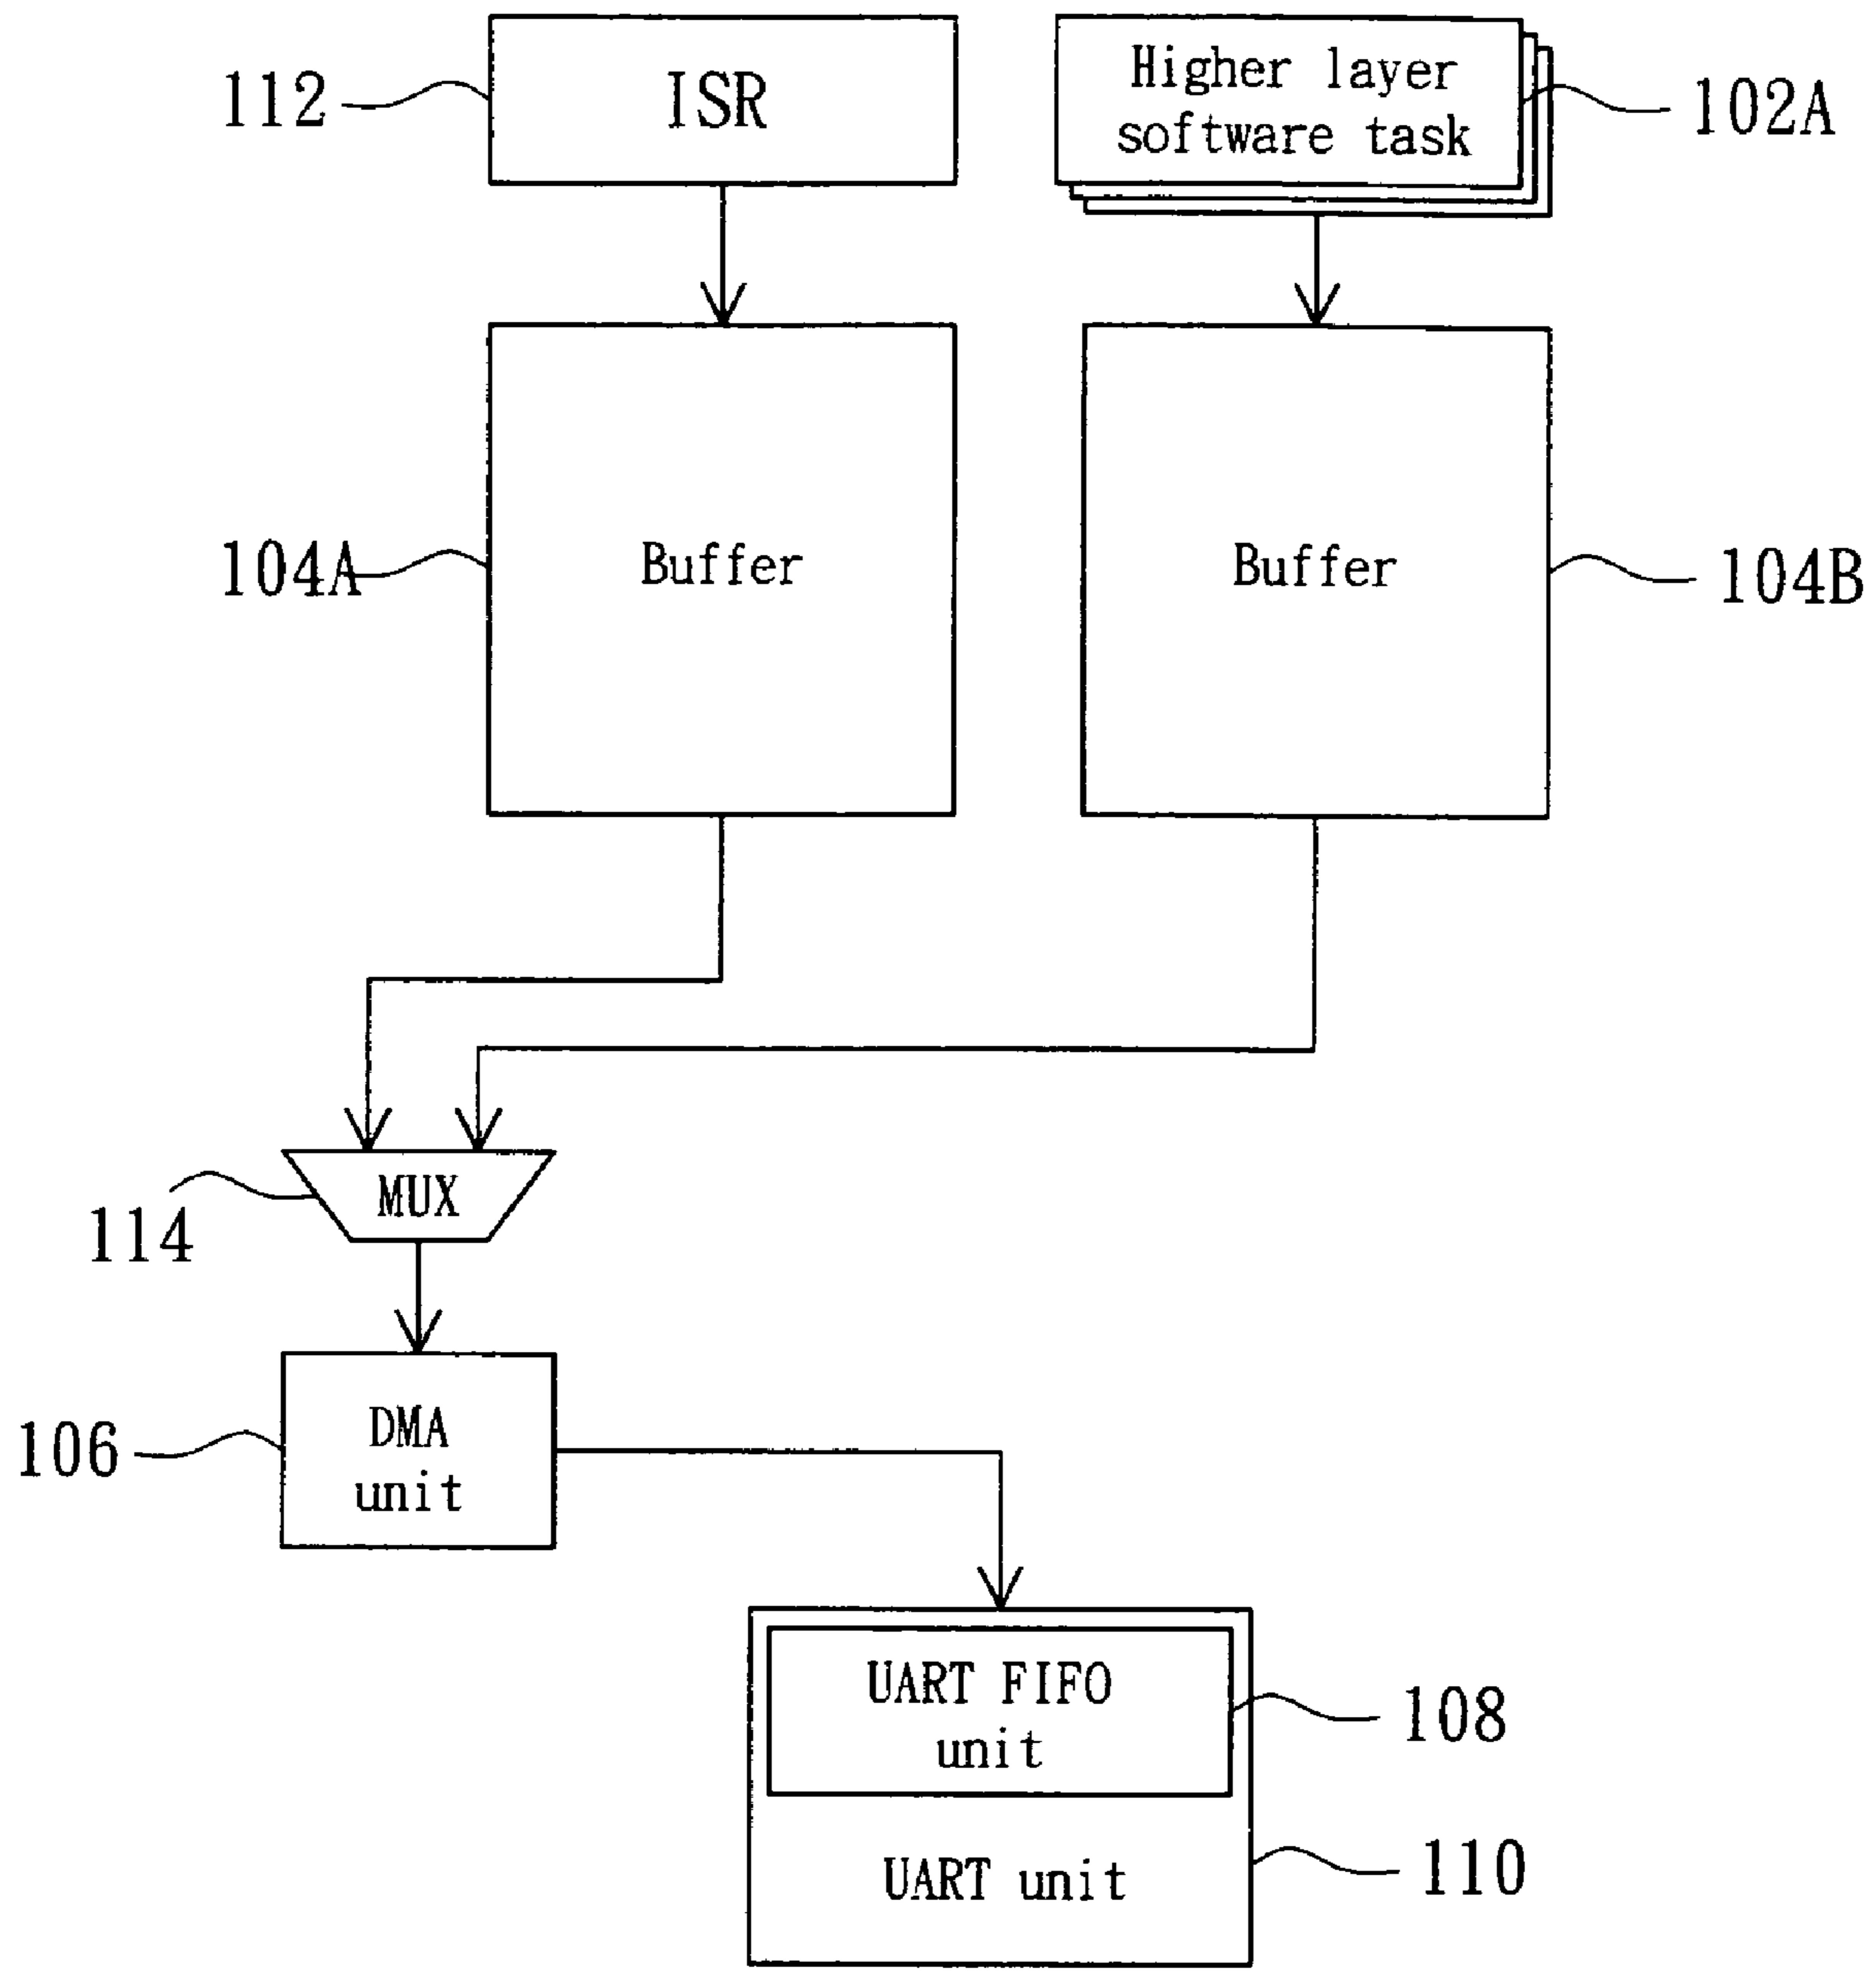 112
ISR
Higher layer
software task
102A
104A
Buffer
Buffer
104B
MUX
114
106
DMA
unit
UART FIFO
unit
108
UART unit
110